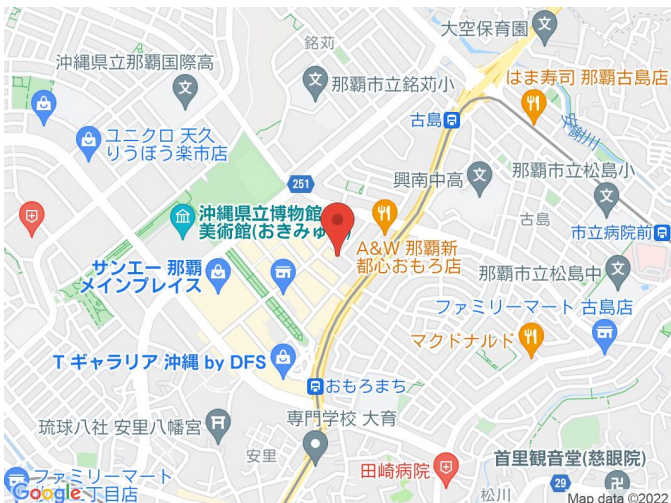 大空保育園
銘苅
沖縄県立那覇国際高
那覇市立銘苅小
はま寿司 那覇古島店
古島
安謝川
ユニクロ 天久
りうぼう楽市店
那覇市立松島小
興南中高
251
古島
沖縄県立博物館
美術館(おきみゅ
市立病院前
A&W 那覇新
都心おもろ店
サンエー 那覇
メインプレイス
那覇市立松島中
ファミリーマート 古島店
マクドナルド
T ギャラリア 沖縄 by DFS
おもろまち
琉球八社 安里八幡宮
専門学校 大育
安里
首里観音堂(慈眼院)
田崎病院
29
ファミリーマート
丁目店
Google
松川
Map data ©2022